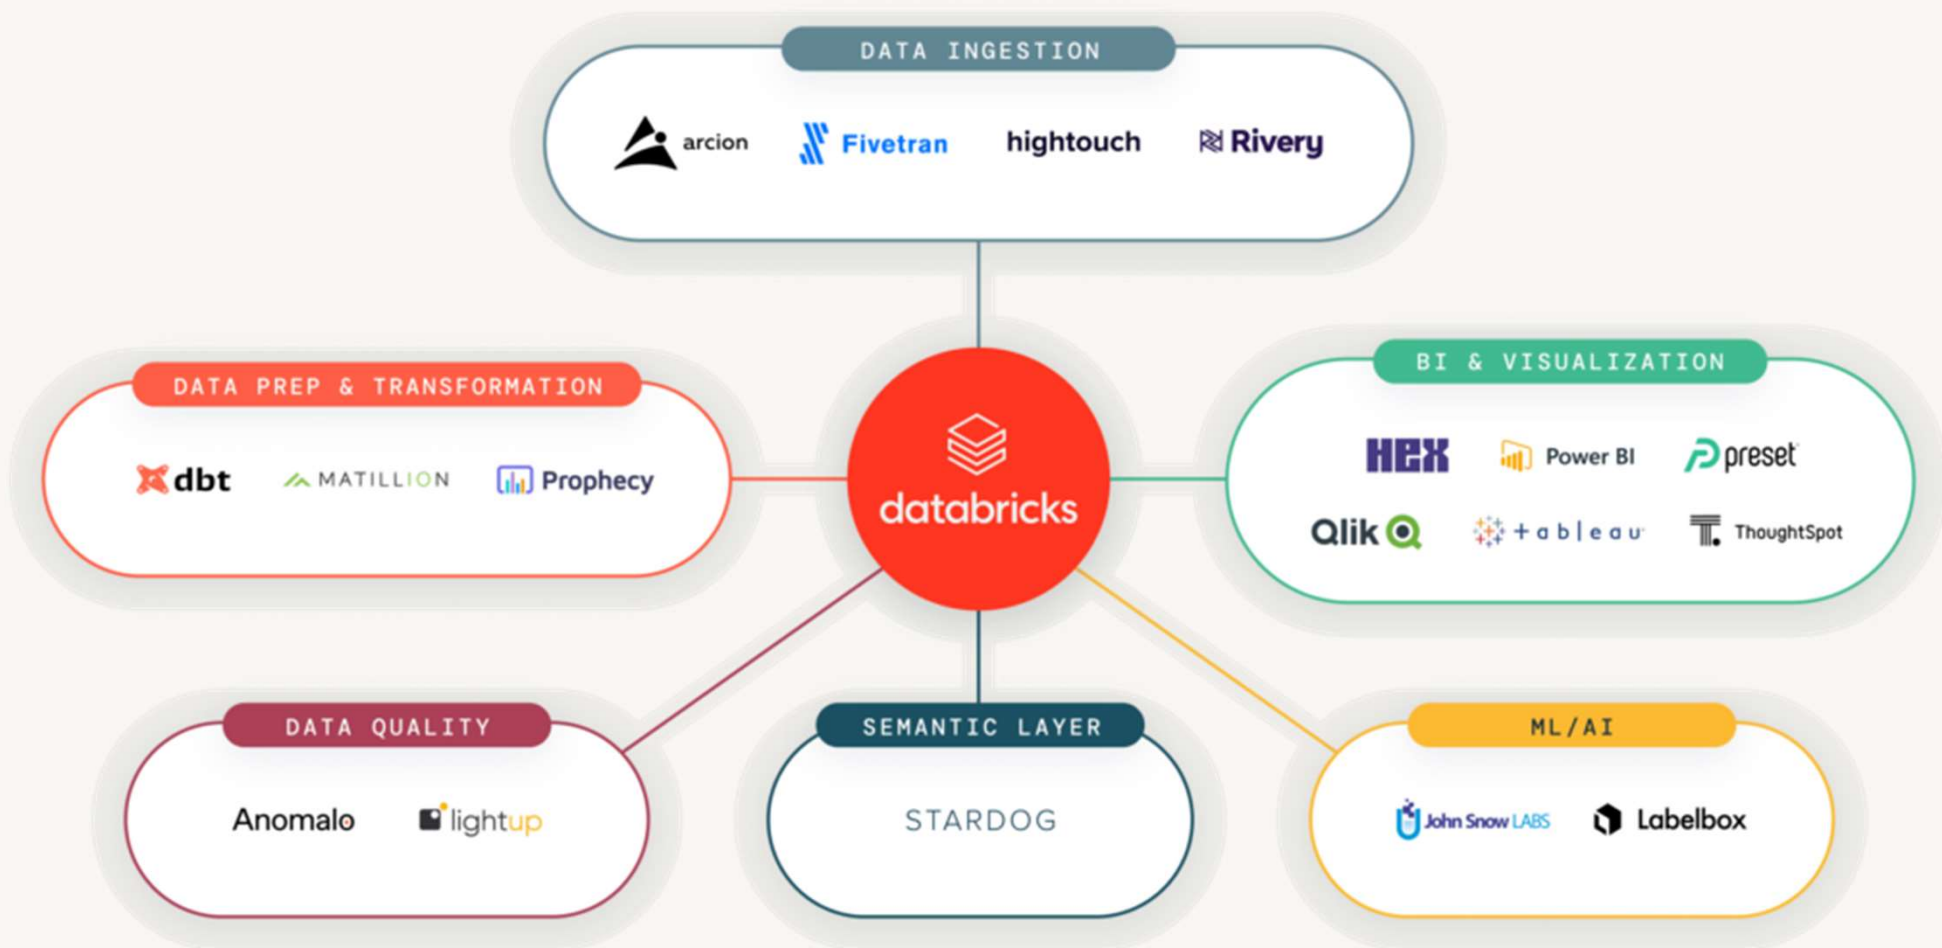 DATA INGESTION
arcion Fivetran hightouch Rivery
DATA PREP & TRANSFORMATION
dbt MATILLION Prophecy
databricks
BI & VISUALIZATION
HEX Power BI preset
Qlik +ableau ThoughtSpot
DATA QUALITY
Anomalo lightup
SEMANTIC LAYER
STARDOG
ML/AI
John Snow LABS Labelbox